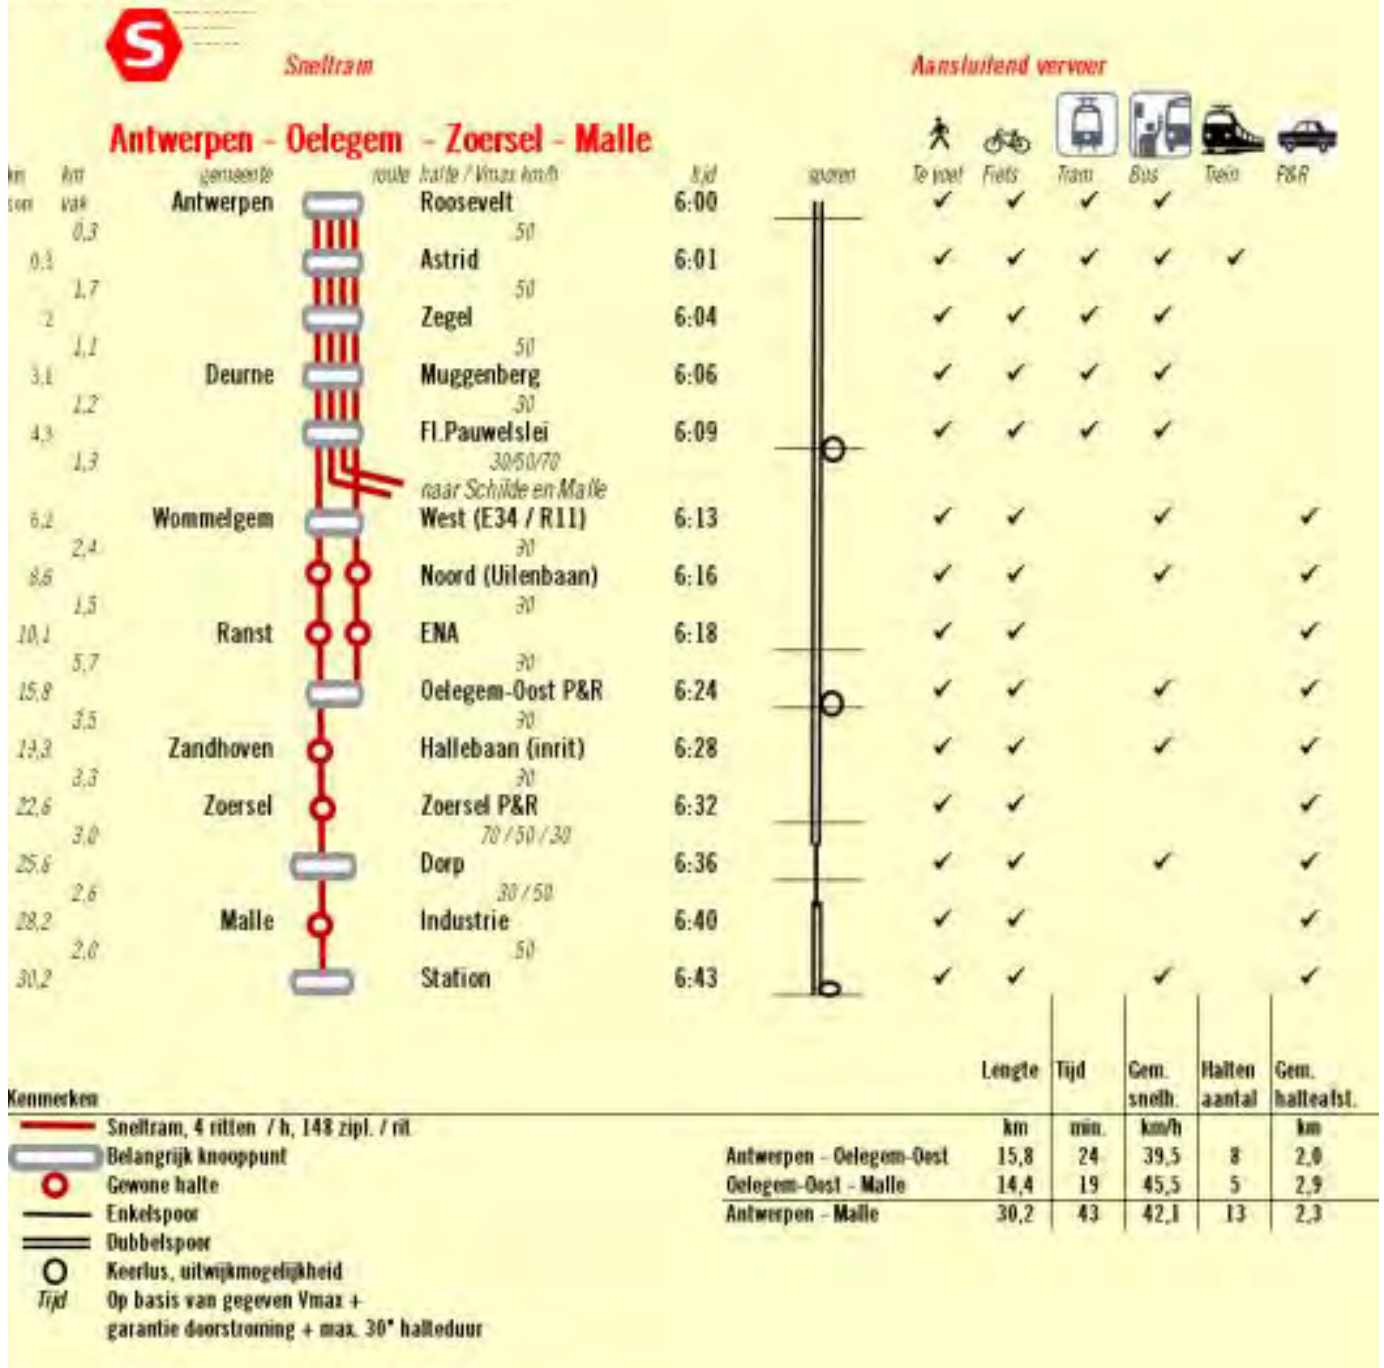 S
Sneltram
Aansluitend vervoer
Antwerpen - Oelegem - Zoersel - Malle
km km gemeente route halte / Vmax km/h tijd sporen Te voet Fiets Tram Bus Trein P&R
vak Antwerpen Roosevelt 6:00 ✓ ✓ ✓ ✓
0,3 50
0,3 Astrid 6:01 ✓ ✓ ✓ ✓ ✓
1,7 50
2 Zegel 6:04 ✓ ✓ ✓ ✓
1,1 50
3,1 Deurne Muggenberg 6:06 ✓ ✓ ✓ ✓
1,2 30
4,3 Fl.Pauwelslei 6:09 ✓ ✓ ✓ ✓
1,3 30/50/70
naar Schilde en Malle
6,2 Wommelgem West (E34 / R11) 6:13 ✓ ✓ ✓ ✓
2,4 90
8,6 Noord (Uilenbaan) 6:16 ✓ ✓ ✓ ✓
1,5 90
10,1 Ranst ENA 6:18 ✓ ✓ ✓
5,7 90
15,8 Oelegem-Oost P&R 6:24 ✓ ✓ ✓ ✓
3,5 90
19,3 Zandhoven Hallebaan (inrit) 6:28 ✓ ✓ ✓ ✓
3,3 90
22,6 Zoersel Zoersel P&R 6:32 ✓ ✓ ✓
3,0 70 / 50 / 30
25,6 Dorp 6:36 ✓ ✓ ✓ ✓
2,6 30 / 50
28,2 Malle Industrie 6:40 ✓ ✓ ✓
2,0 50
30,2 Station 6:43 ✓ ✓ ✓ ✓
Lengte Tijd Gem. Halten Gem.
Kenmerken snelh. aantal halteafst.
Sneltram, 4 ritten / h, 148 zipl. / rit km min. km/h km
Belangrijk knooppunt Antwerpen - Oelegem-Oost 15,8 24 39,5 8 2,0
Gewone halte Oelegem-Oost - Malle 14,4 19 45,5 5 2,9
Enkelspoor Antwerpen - Malle 30,2 43 42,1 13 2,3
Dubbelspoor
Keerlus, uitwijkmogelijkheid
Tijd Op basis van gegeven Vmax +
garantie doorstroming + max. 30" halteduur